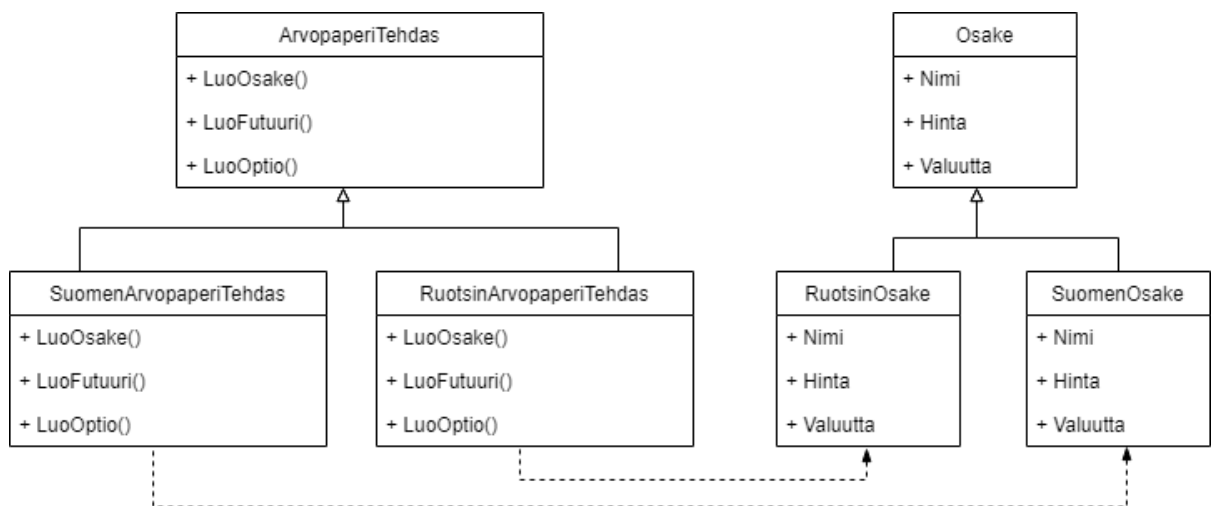 ArvopaperiTehdas
+ LuoOsake()
+ LuoFutuuri()
+ LuoOptio()
Osake
+ Nimi
+ Hinta
+ Valuutta
SuomenArvopaperiTehdas
+ LuoOsake()
+ LuoFutuuri()
+ LuoOptio()
RuotsinArvopaperiTehdas
+ LuoOsake()
+ LuoFutuuri()
+ LuoOptio()
RuotsinOsake
+ Nimi
+ Hinta
+ Valuutta
SuomenOsake
+ Nimi
+ Hinta
+ Valuutta